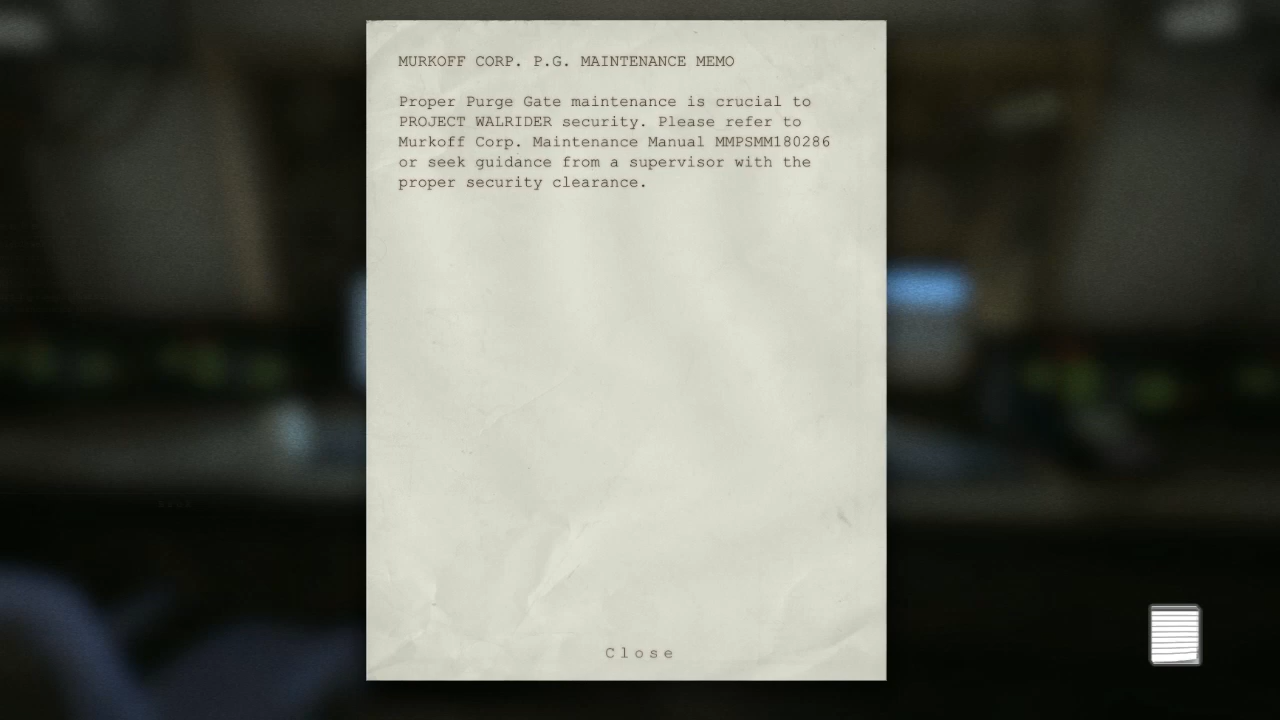 MURKOFF CORP. P.G. MAINTENANCE MEMO
Proper Purge Gate maintenance is crucial to
PROJECT WALRIDER security. Please refer to
Murkoff Corp. Maintenance Manual MMPSMM180286
or seek guidance from a supervisor with the
proper security clearance.
Close